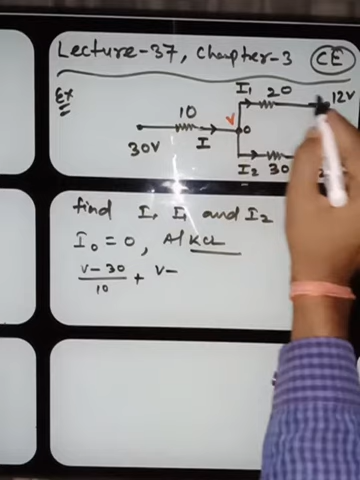 Lecture-37, Chapter-3 CE
Ex
I₁ 20 12V
10 V
0
30V I
I₂ 30
find I, I₁ and I₂
I₀ = 0, A/ KCL
V-30/10 + V-